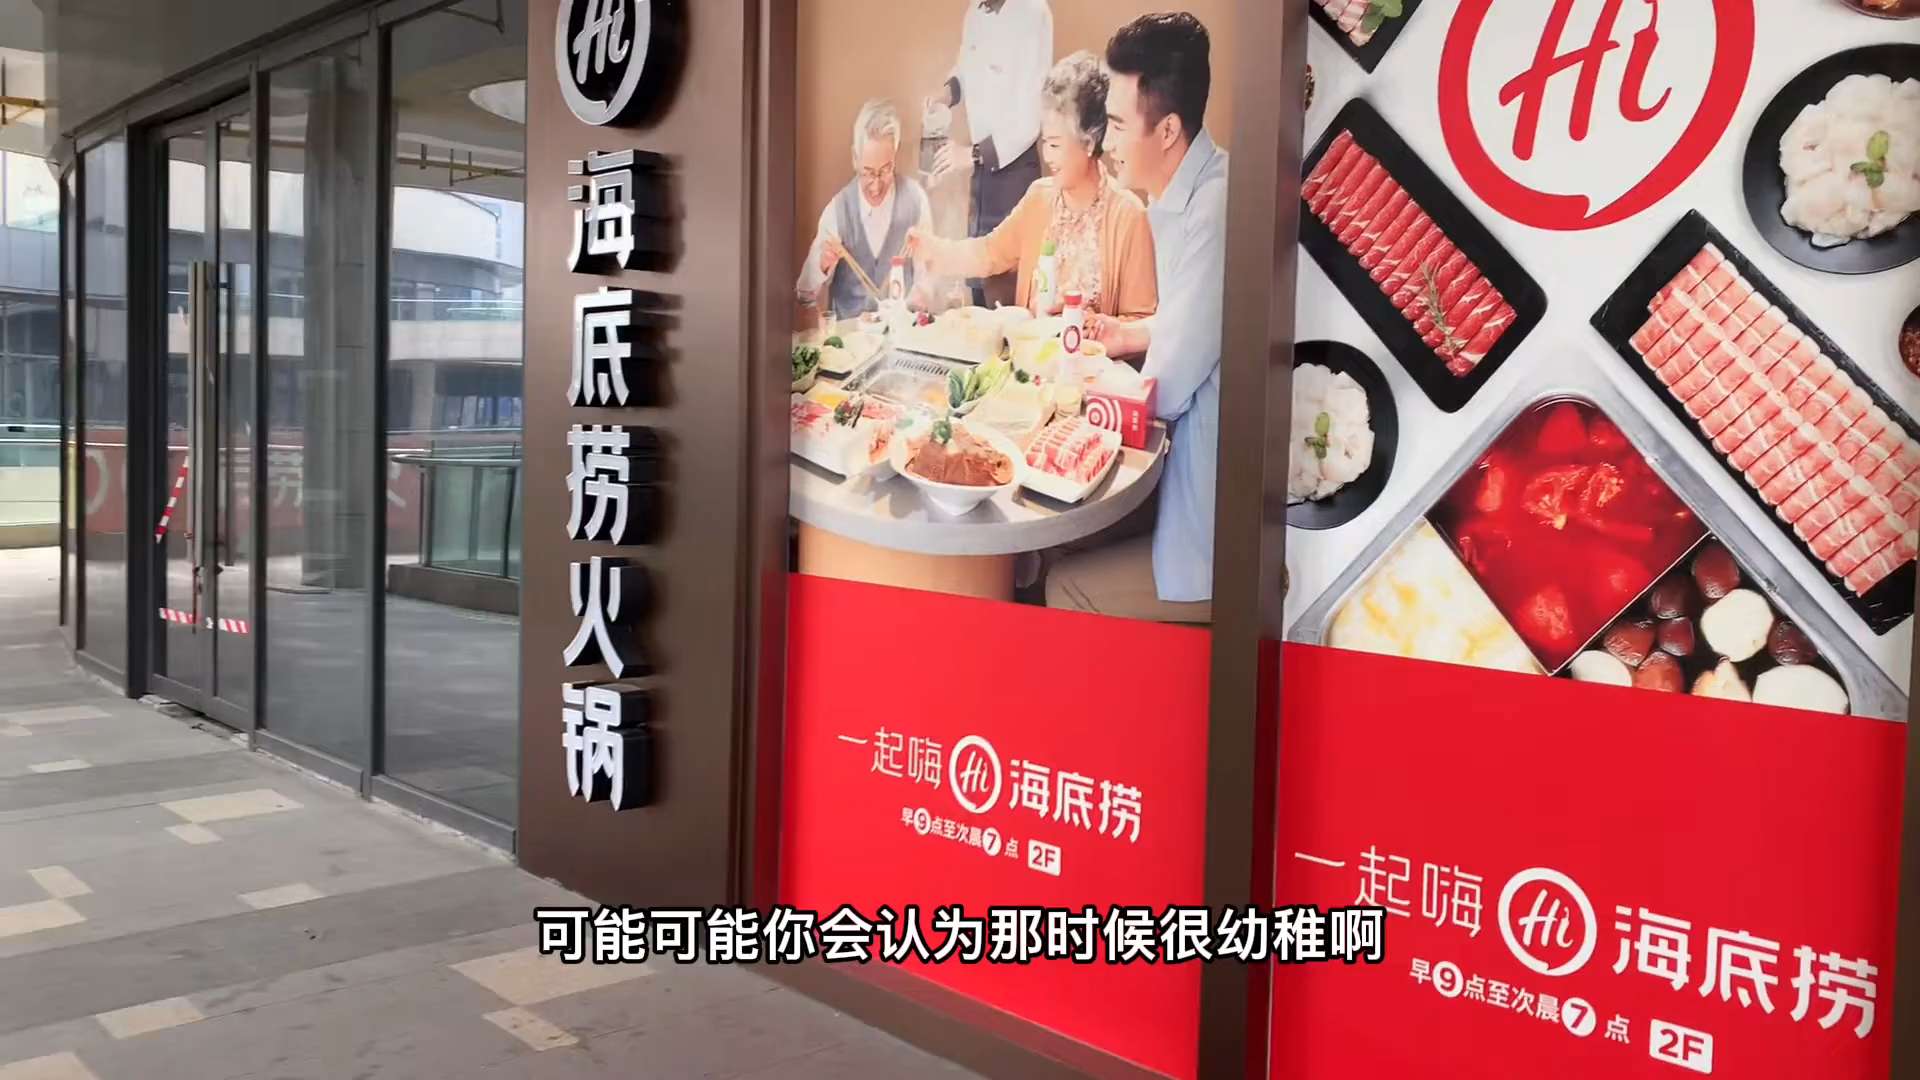 Hi
海底捞火锅
Hi
一起嗨 Hi 海底捞
早9点至次晨7点 2F
一起嗨 Hi 海底捞
早9点至次晨7点 2F
可能可能你会认为那时候很幼稚啊